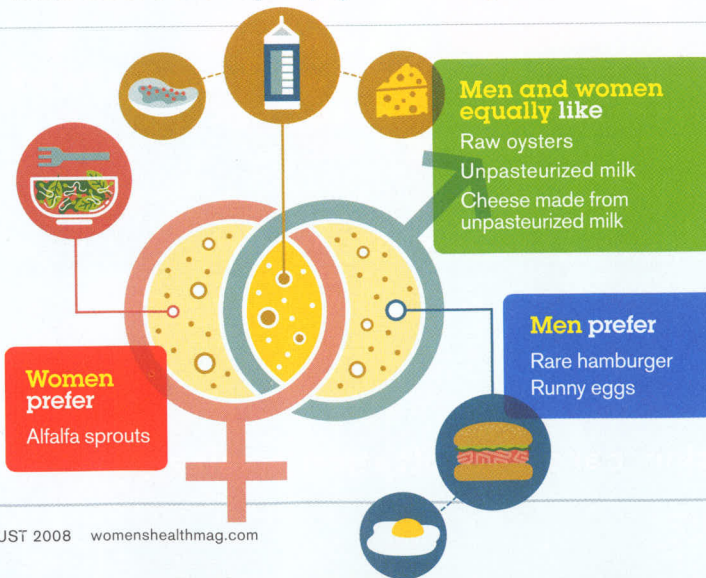 Men and women
equally like
Raw oysters
Unpasteurized milk
Cheese made from
unpasteurized milk
Men prefer
Rare hamburger
Runny eggs
Women
prefer
Alfalfa sprouts
UST 2008 womenshealthmag.com